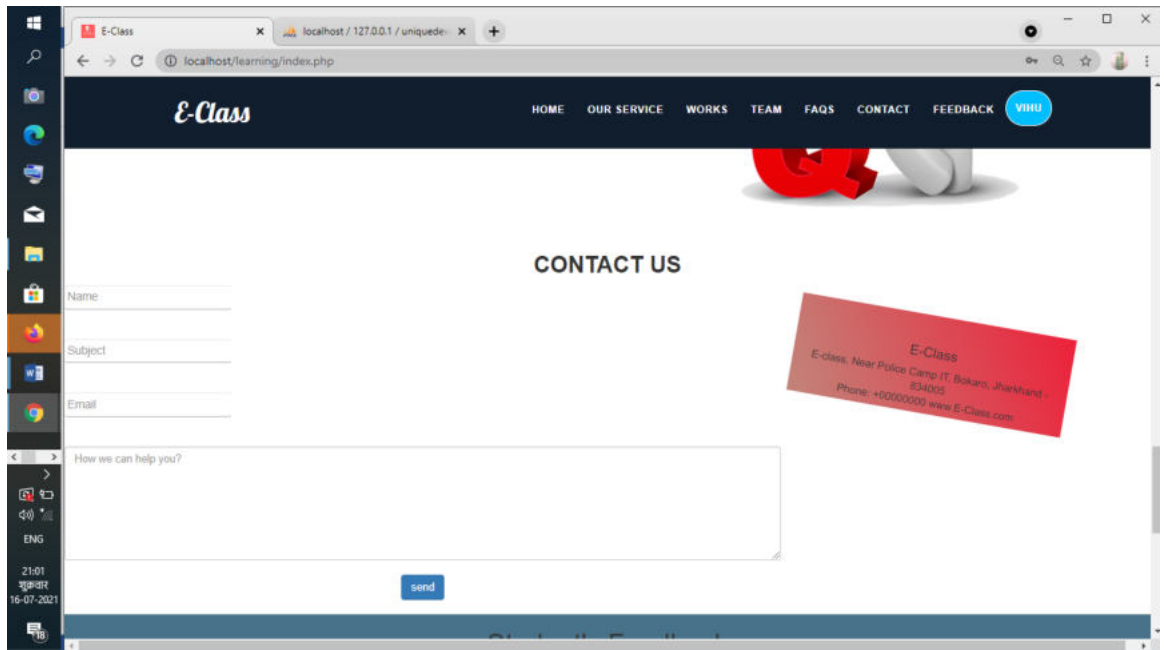 E-Class
localhost / 127.0.0.1 / uniquede
localhost/learning/index.php
E-Class
HOME OUR SERVICE WORKS TEAM FAQS CONTACT FEEDBACK VIHU
CONTACT US
Name
Subject
Email
How we can help you?
send
E-Class
E-class, Near Police Camp IT, Bokaro, Jharkhand -
834005
Phone: +00000000 www.E-Class.com
ENG
21:01
शुक्रवार
16-07-2021
18